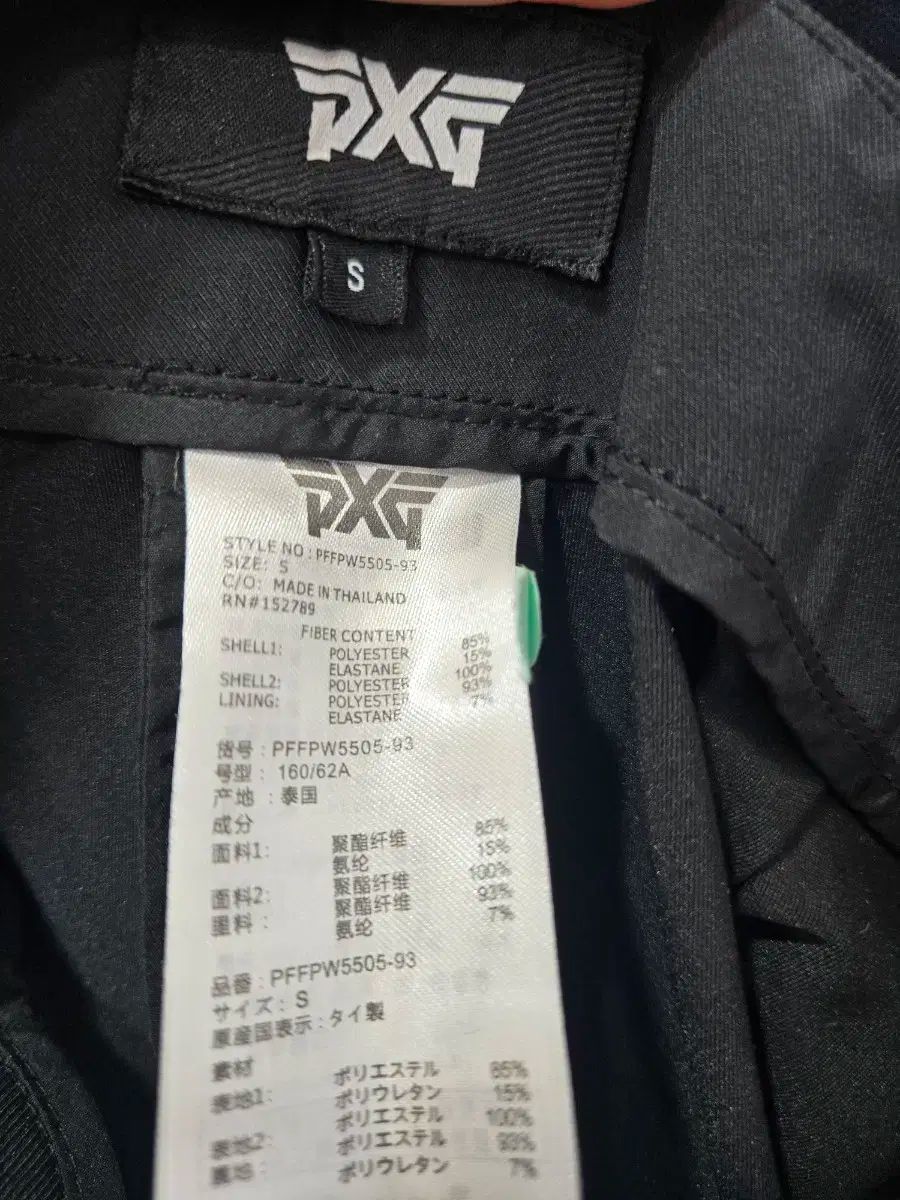 PXG
S
PXG
STYLE NO : PFFPW5505-93
SIZE: S
C/O: MADE IN THAILAND
RN#152789
FIBER CONTENT
SHELL1: POLYESTER 85%
ELASTANE 15%
SHELL2: POLYESTER 100%
LINING: POLYESTER 93%
ELASTANE 7%
货号 : PFFPW5505-93
号型 : 160/62A
产地 : 泰国
成分
面料1: 聚酯纤维 85%
氨纶 15%
面料2: 聚酯纤维 100%
里料: 聚酯纤维 93%
氨纶 7%
品番 : PFFPW5505-93
サイズ : S
原産国表示 : タイ製
素材
表地1: ポリエステル 85%
ポリウレタン 15%
表地2: ポリエステル 100%
裏地: ポリエステル 93%
ポリウレタン 7%